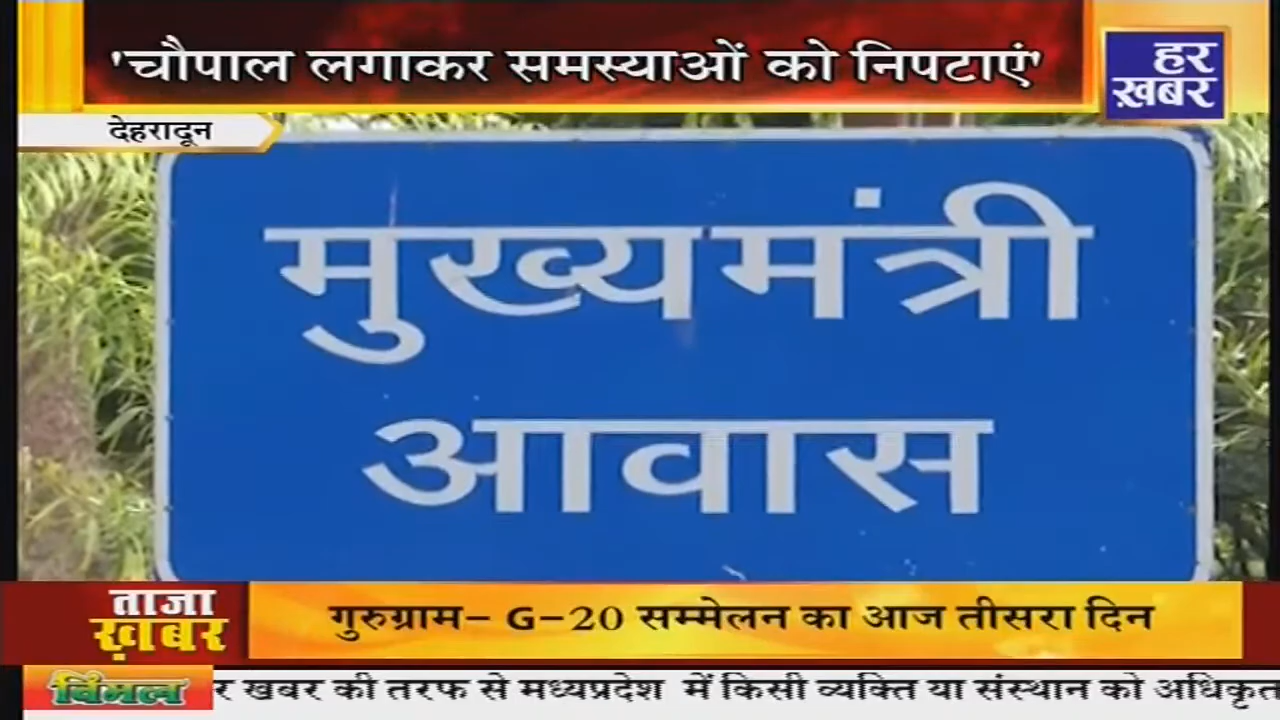 'चौपाल लगाकर समस्याओं को निपटाएं'
हर
ख़बर
देहरादून
मुख्यमंत्री
आवास
ताजा
ख़बर
गुरुग्राम- G-20 सम्मेलन का आज तीसरा दिन
विमल
र खबर की तरफ से मध्यप्रदेश में किसी व्यक्ति या संस्थान को अधिकृत